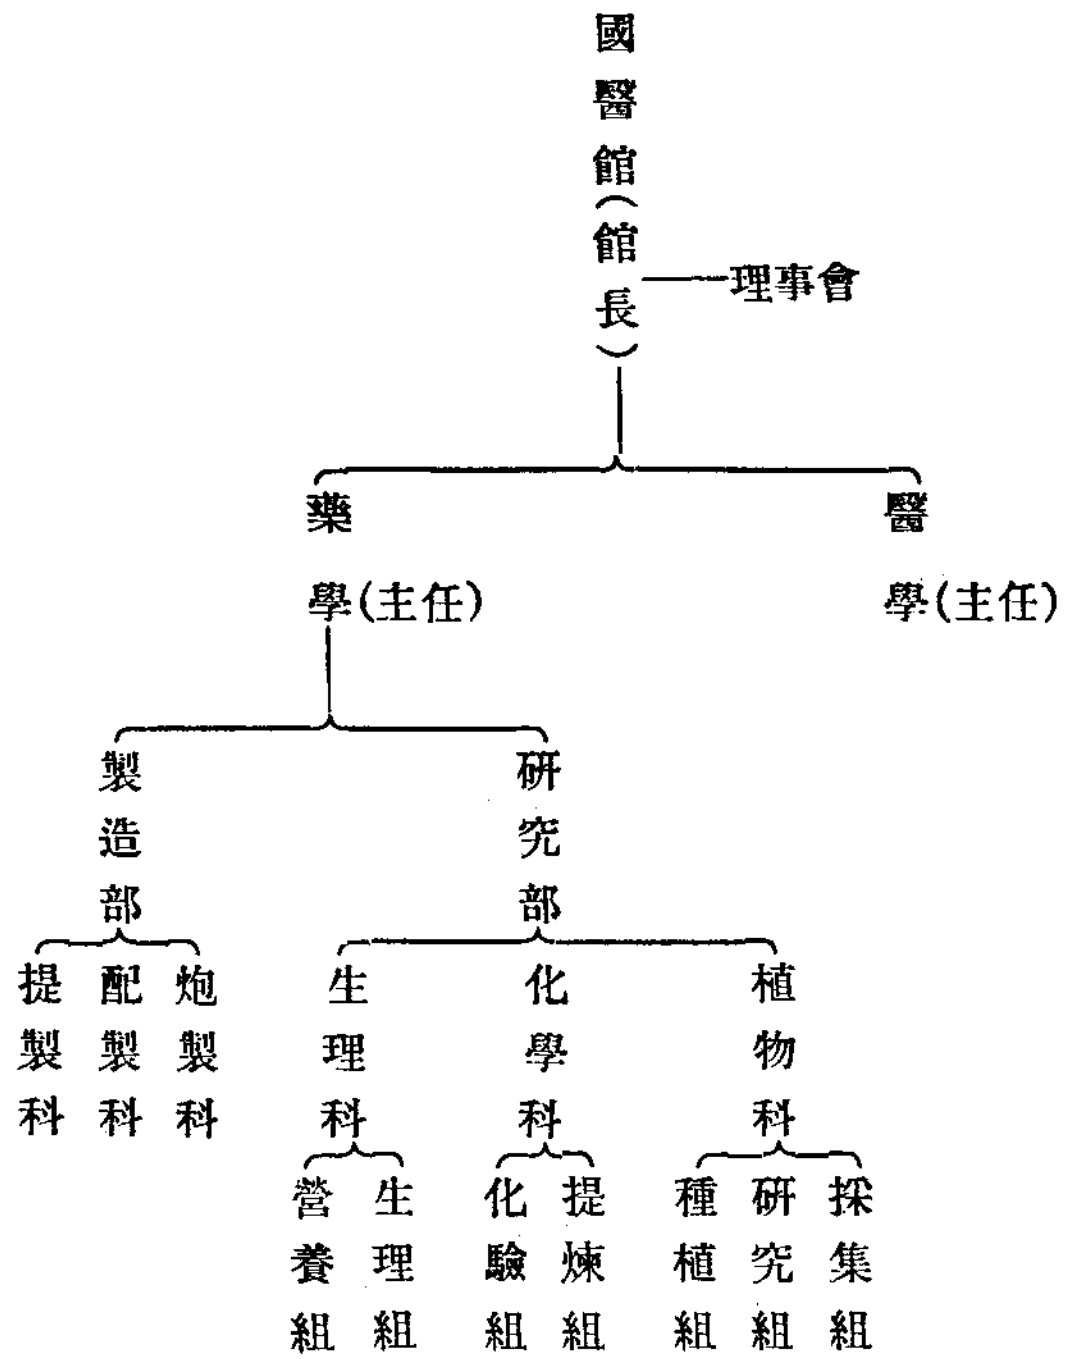 國醫館(館長)
理事會
醫學(主任)
藥學(主任)
研究部
製造部
植物科
化學科
生理科
炮製科
配製科
提製科
採集組
研究組
種植組
提煉組
化驗組
生理組
營養組